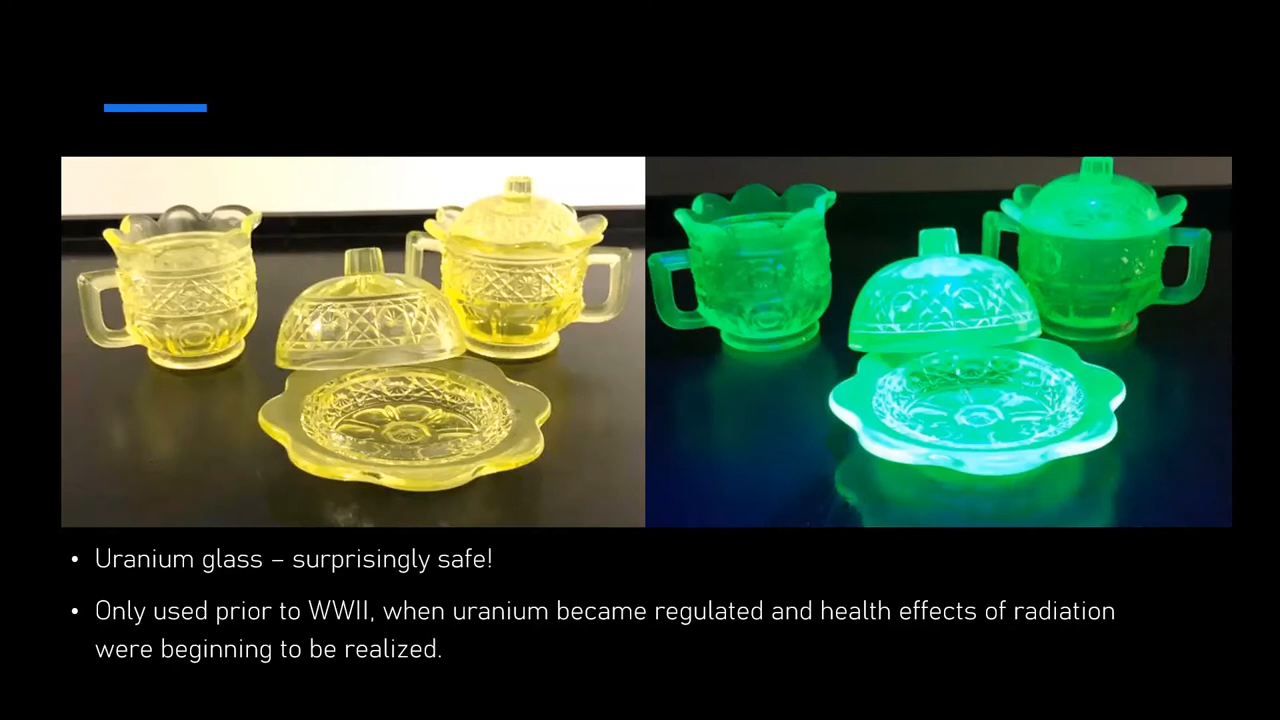 • Uranium glass – surprisingly safe!
• Only used prior to WWII, when uranium became regulated and health effects of radiation
were beginning to be realized.